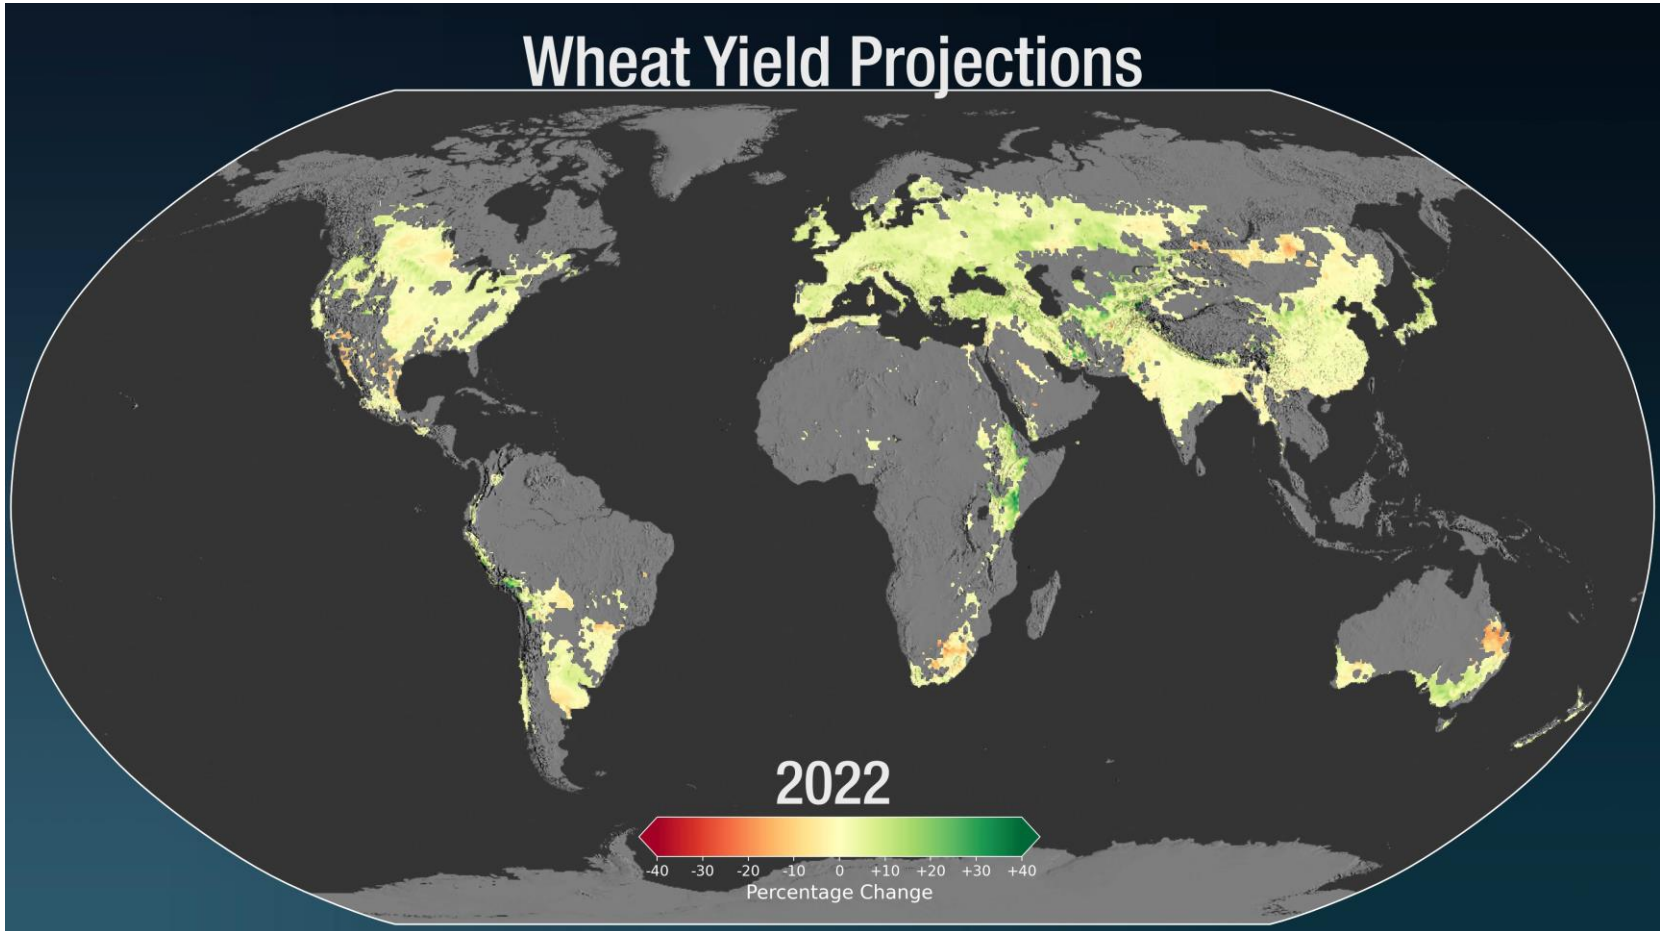 Wheat Yield Projections
2022
-40 -30 -20 -10 0 +10 +20 +30 +40
Percentage Change